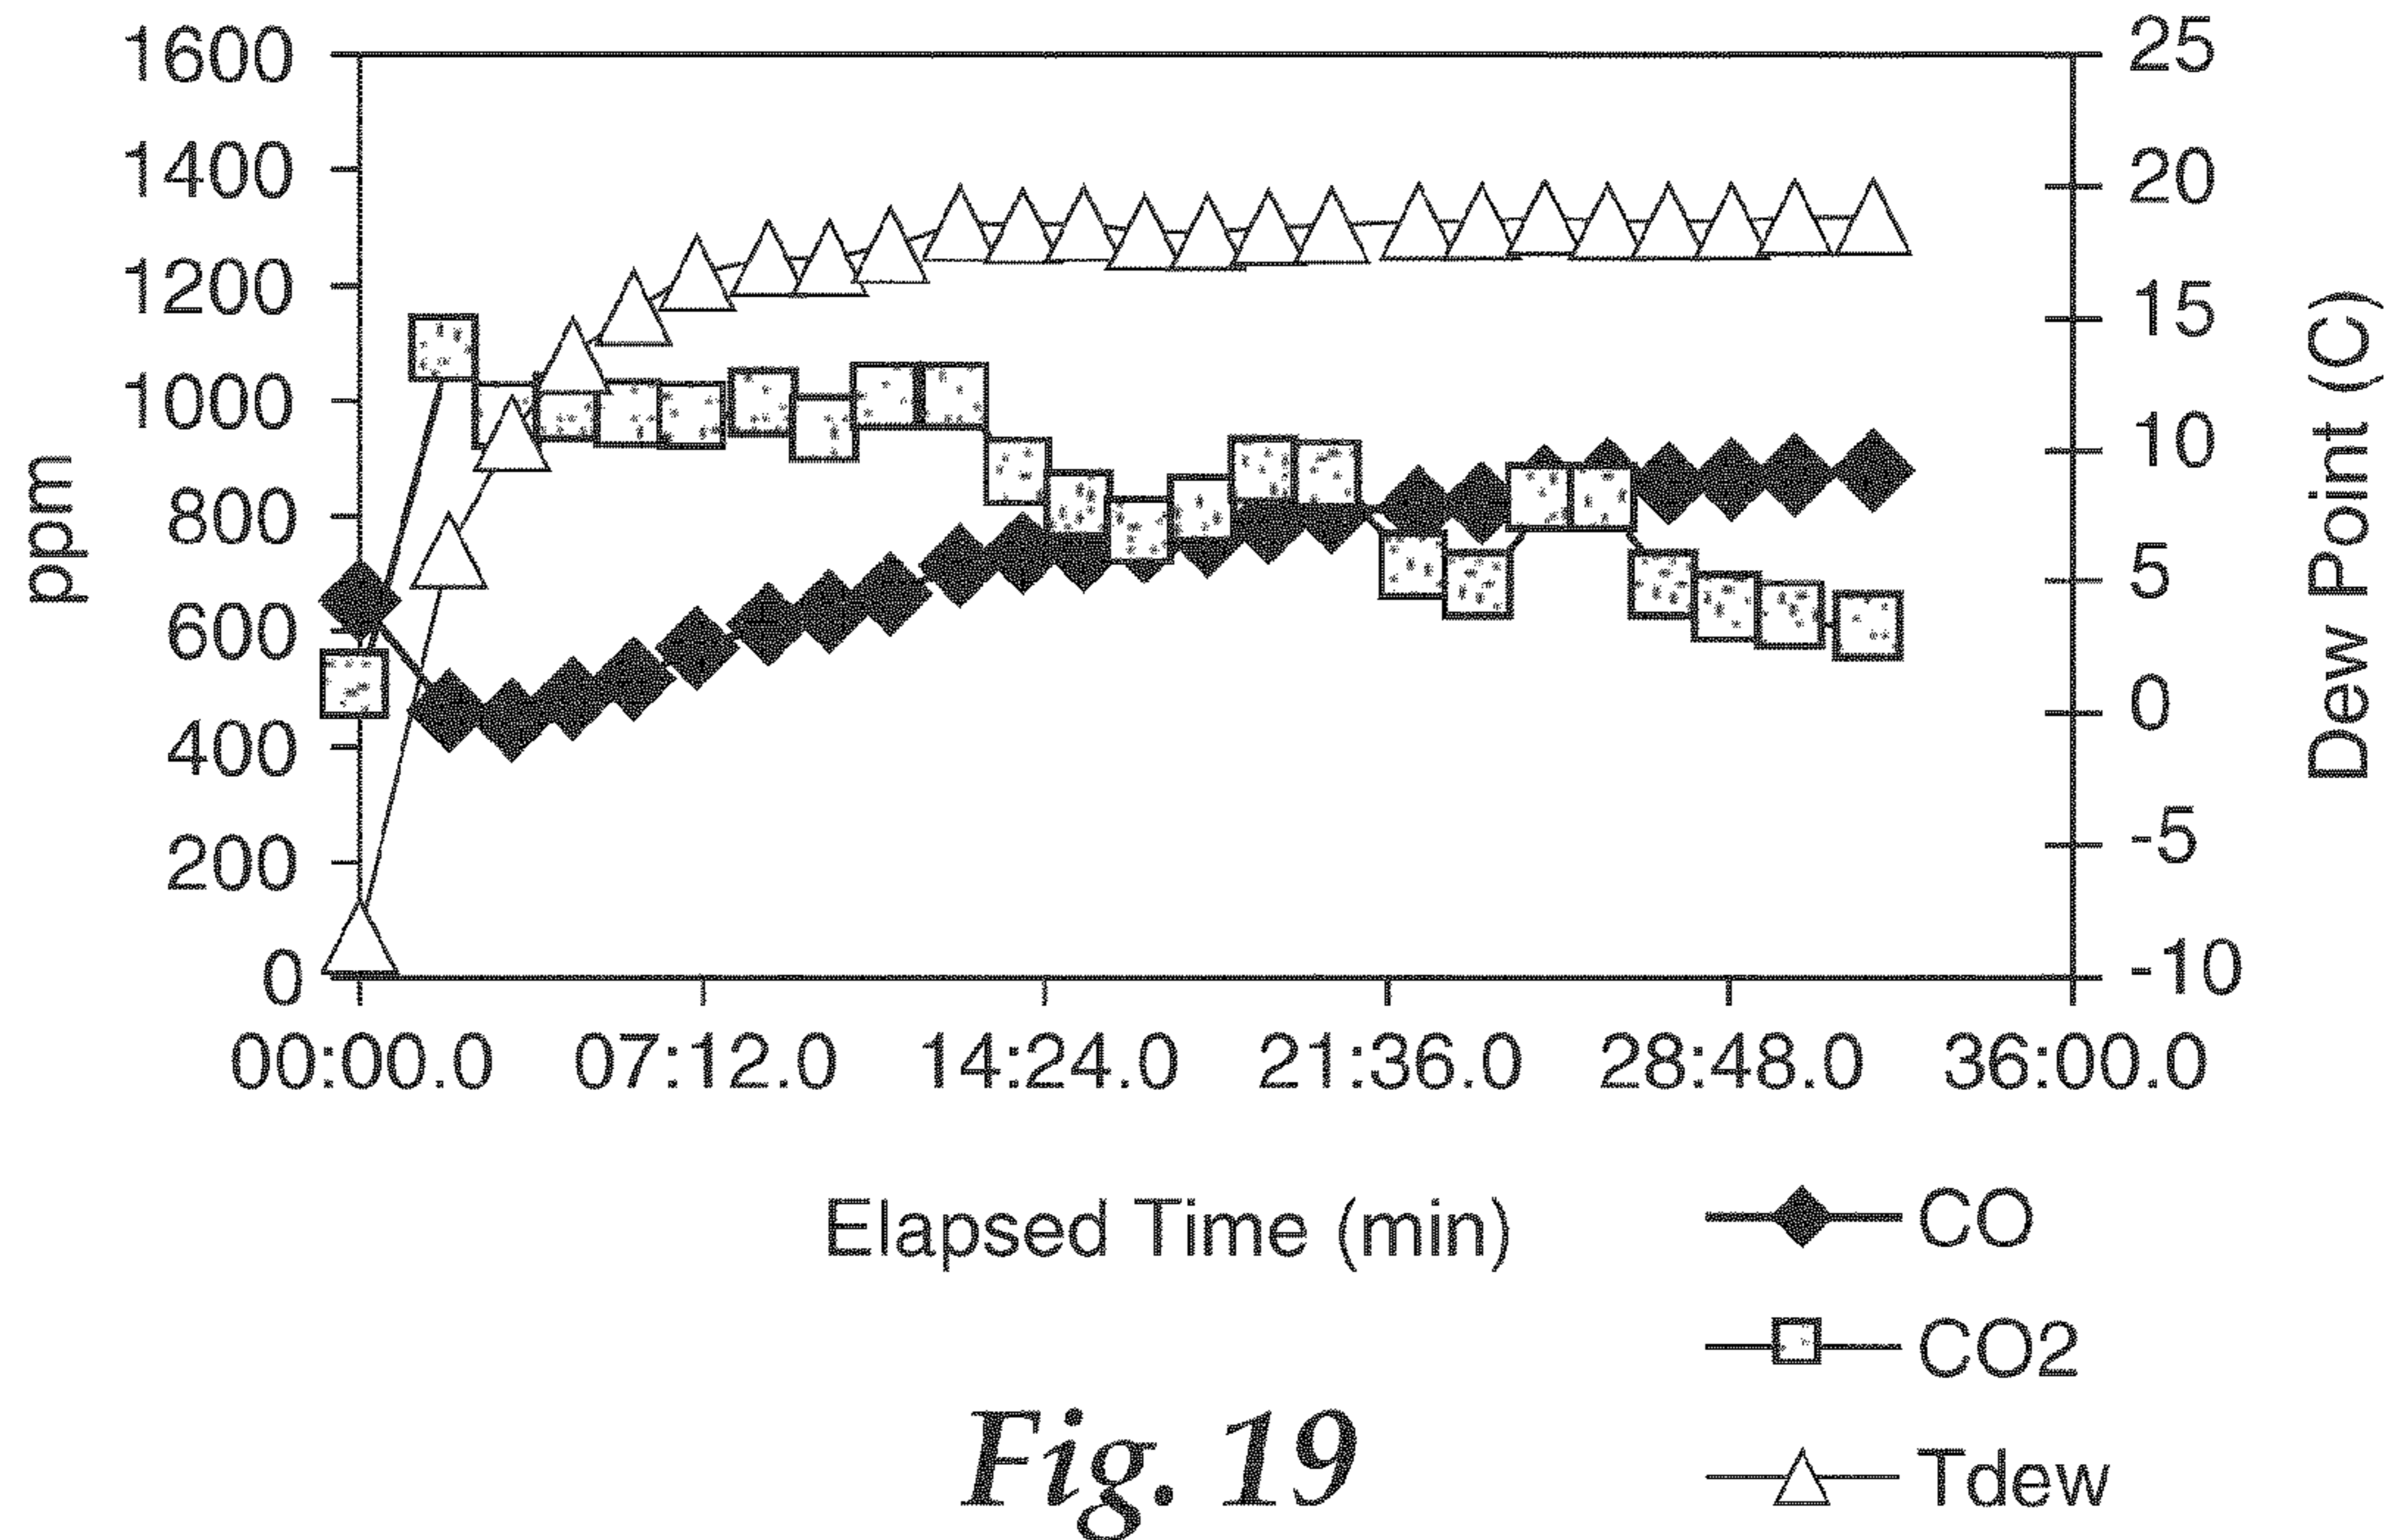 1600
1400
1200
1000
800
600
400
200
0
ppm
25
20
15
10
5
0
-5
-10
Dew Point (C)
00:00.0 07:12.0 14:24.0 21:36.0 28:48.0 36:00.0
Elapsed Time (min)
CO
CO2
Tdew
Fig. 19